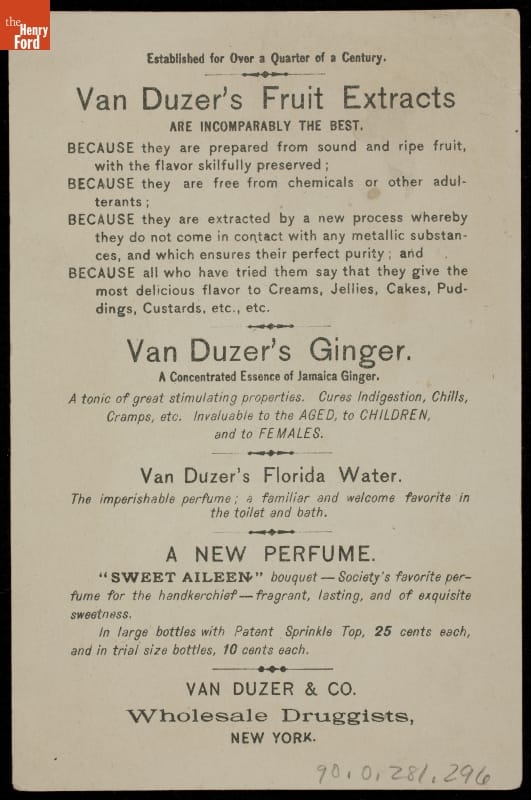 the
Henry
Ford
Established for Over a Quarter of a Century.
Van Duzer's Fruit Extracts
ARE INCOMPARABLY THE BEST.
BECAUSE they are prepared from sound and ripe fruit,
with the flavor skilfully preserved;
BECAUSE they are free from chemicals or other adul-
terants;
BECAUSE they are extracted by a new process whereby
they do not come in contact with any metallic substan-
ces, and which ensures their perfect purity; and
BECAUSE all who have tried them say that they give the
most delicious flavor to Creams, Jellies, Cakes, Pud-
dings, Custards, etc., etc.
Van Duzer's Ginger.
A Concentrated Essence of Jamaica Ginger.
A tonic of great stimulating properties. Cures Indigestion, Chills,
Cramps, etc. Invaluable to the AGED, to CHILDREN,
and to FEMALES.
Van Duzer's Florida Water.
The imperishable perfume; a familiar and welcome favorite in
the toilet and bath.
A NEW PERFUME.
"SWEET AILEEN" bouquet—Society's favorite per-
fume for the handkerchief—fragrant, lasting, and of exquisite
sweetness.
In large bottles with Patent Sprinkle Top, 25 cents each,
and in trial size bottles, 10 cents each.
VAN DUZER & CO.
Wholesale Druggists,
NEW YORK.
90.0.281.296